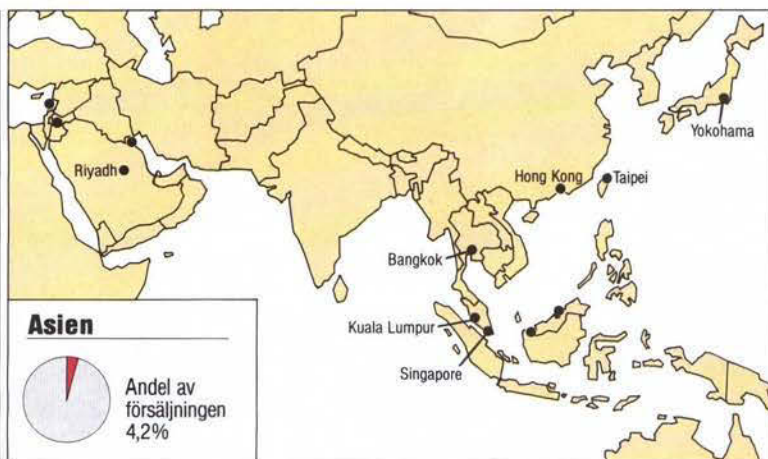 Yokohama
Riyadh
Hong Kong
Taipei
Bangkok
Kuala Lumpur
Singapore
Asien
Andel av
försäljningen
4,2%